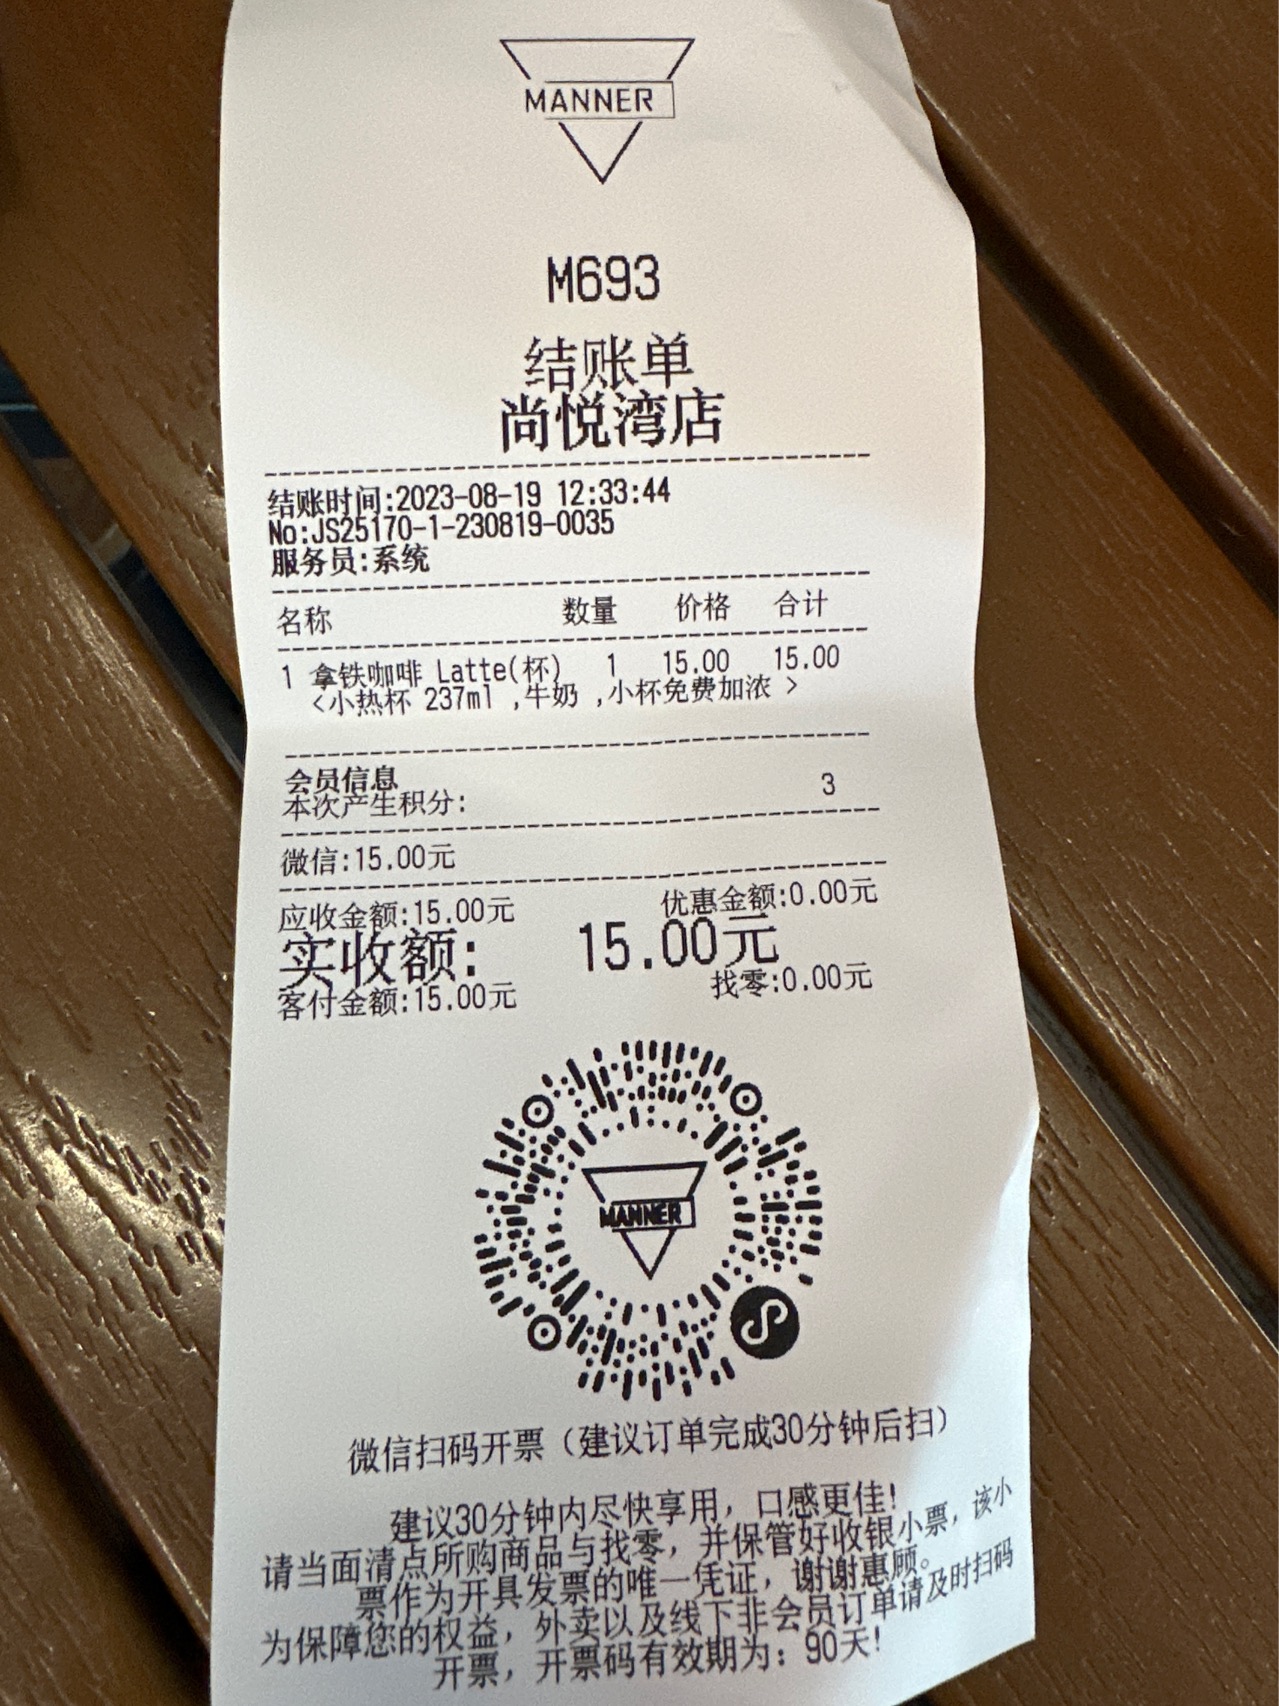 MANNER
M693
结账单
尚悦湾店
结账时间:2023-08-19 12:33:44
No:JS25170-1-230819-0035
服务员:系统
名称 数量 价格 合计
1 拿铁咖啡 Latte(杯) 1 15.00 15.00
<小热杯 237ml ,牛奶 ,小杯免费加浓 >
会员信息
本次产生积分: 3
微信:15.00元
应收金额:15.00元 优惠金额:0.00元
实收额: 15.00元
客付金额:15.00元 找零:0.00元
MANNER
微信扫码开票（建议订单完成30分钟后扫）
建议30分钟内尽快享用，口感更佳！
请当面清点所购商品与找零，并保管好收银小票，该小
票作为开具发票的唯一凭证，谢谢惠顾。
为保障您的权益，外卖以及线下非会员订单请及时扫码
开票，开票码有效期为：90天！